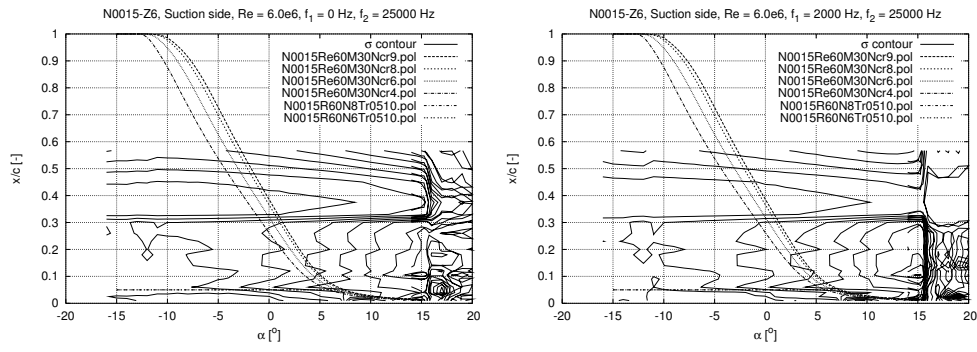 N0015-Z6, Suction side, Re = 6.0e6, f₁ = 0 Hz, f₂ = 25000 Hz
σ contour
N0015Re60M30Ncr9.pol
N0015Re60M30Ncr8.pol
N0015Re60M30Ncr6.pol
N0015Re60M30Ncr4.pol
N0015R60N8Tr0510.pol
N0015R60N6Tr0510.pol
x/c [-]
1
0.9
0.8
0.7
0.6
0.5
0.4
0.3
0.2
0.1
0
-20 -15 -10 -5 0 5 10 15 20
α [°]
N0015-Z6, Suction side, Re = 6.0e6, f₁ = 2000 Hz, f₂ = 25000 Hz
σ contour
N0015Re60M30Ncr9.pol
N0015Re60M30Ncr8.pol
N0015Re60M30Ncr6.pol
N0015Re60M30Ncr4.pol
N0015R60N8Tr0510.pol
N0015R60N6Tr0510.pol
x/c [-]
1
0.9
0.8
0.7
0.6
0.5
0.4
0.3
0.2
0.1
0
-20 -15 -10 -5 0 5 10 15 20
α [°]